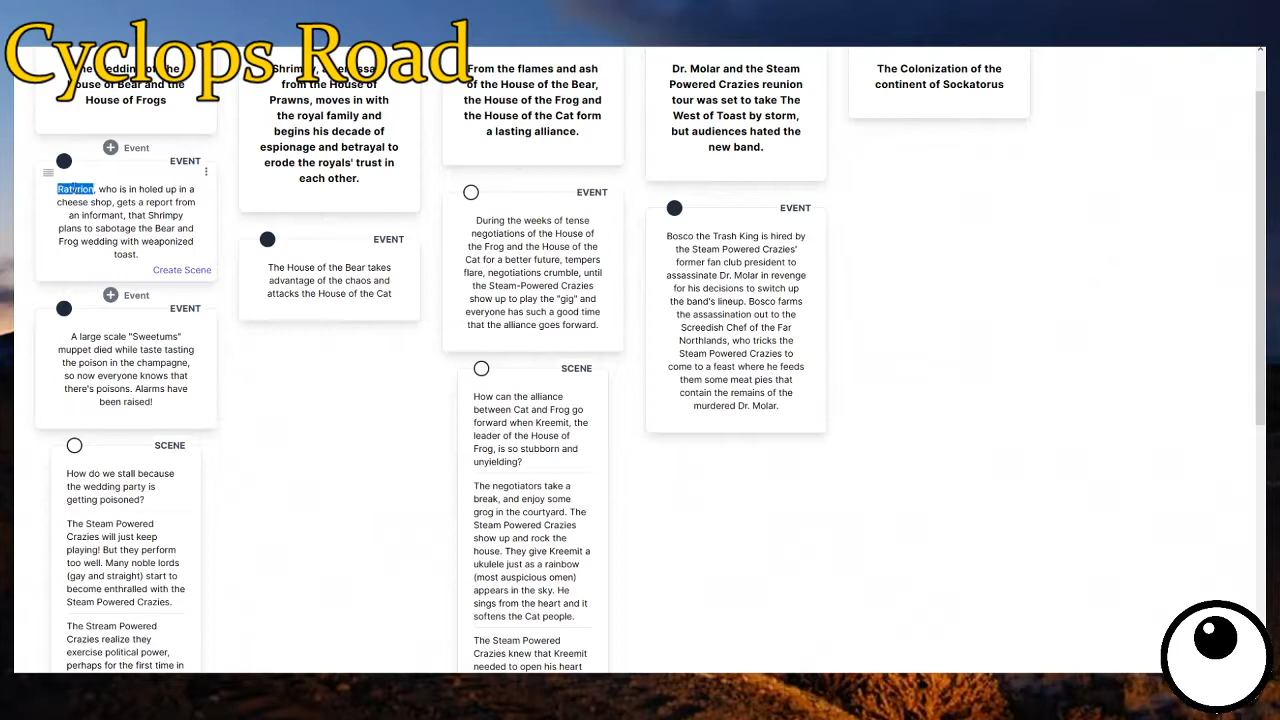 Cyclops Road
The Wedding of the
House of Bear and the
House of Frogs
Event
EVENT
Ratyrion, who is in holed up in a
cheese shop, gets a report from
an informant, that Shrimpy
plans to sabotage the Bear and
Frog wedding with weaponized
toast.
Create Scene
Event
EVENT
A large scale "Sweetums"
muppet died while taste tasting
the poison in the champagne,
so now everyone knows that
there's poisons. Alarms have
been raised!
SCENE
How do we stall because
the wedding party is
getting poisoned?
The Steam Powered
Crazies will just keep
playing! But they perform
too well. Many noble lords
(gay and straight) start to
become enthralled with the
Steam Powered Crazies.
The Stream Powered
Crazies realize they
exercise political power,
perhaps for the first time in
Shrimpy,
from the House of
Prawns, moves in with
the royal family and
begins his decade of
espionage and betrayal to
erode the royals' trust in
each other.
EVENT
The House of the Bear takes
advantage of the chaos and
attacks the House of the Cat
From the flames and ash
of the House of the Bear,
the House of the Frog and
the House of the Cat form
a lasting alliance.
EVENT
During the weeks of tense
negotiations of the House of
the Frog and the House of the
Cat for a better future, tempers
flare, negotiations crumble, until
the Steam-Powered Crazies
show up to play the "gig" and
everyone has such a good time
that the alliance goes forward.
SCENE
How can the alliance
between Cat and Frog go
forward when Kreemit, the
leader of the House of
Frog, is so stubborn and
unyielding?
The negotiators take a
break, and enjoy some
grog in the courtyard. The
Steam Powered Crazies
show up and rock the
house. They give Kreemit a
ukulele just as a rainbow
(most auspicious omen)
appears in the sky. He
sings from the heart and it
softens the Cat people.
The Steam Powered
Crazies knew that Kreemit
needed to open his heart
Dr. Molar and the Steam
Powered Crazies reunion
tour was set to take The
West of Toast by storm,
but audiences hated the
new band.
EVENT
Bosco the Trash King is hired by
the Steam Powered Crazies'
former fan club president to
assassinate Dr. Molar in revenge
for his decisions to switch up
the band's lineup. Bosco farms
the assassination out to the
Screedish Chef of the Far
Northlands, who tricks the
Steam Powered Crazies to
come to a feast where he feeds
them some meat pies that
contain the remains of the
murdered Dr. Molar.
The Colonization of the
continent of Sockatorus